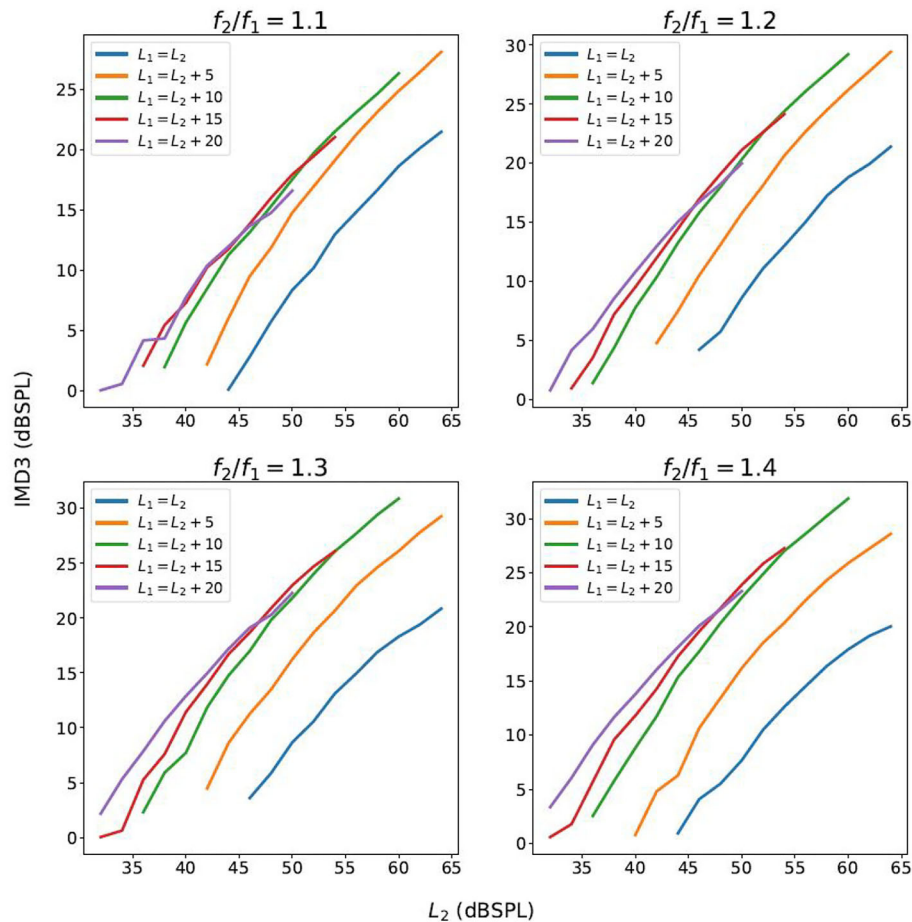 f₂/f₁ = 1.1
L₁ = L₂
L₁ = L₂ + 5
L₁ = L₂ + 10
L₁ = L₂ + 15
L₁ = L₂ + 20
25
20
15
10
5
0
35 40 45 50 55 60 65
f₂/f₁ = 1.2
L₁ = L₂
L₁ = L₂ + 5
L₁ = L₂ + 10
L₁ = L₂ + 15
L₁ = L₂ + 20
30
25
20
15
10
5
0
35 40 45 50 55 60 65
IMD3 (dBSPL)
f₂/f₁ = 1.3
L₁ = L₂
L₁ = L₂ + 5
L₁ = L₂ + 10
L₁ = L₂ + 15
L₁ = L₂ + 20
30
25
20
15
10
5
0
35 40 45 50 55 60 65
f₂/f₁ = 1.4
L₁ = L₂
L₁ = L₂ + 5
L₁ = L₂ + 10
L₁ = L₂ + 15
L₁ = L₂ + 20
30
25
20
15
10
5
0
35 40 45 50 55 60 65
L₂ (dBSPL)